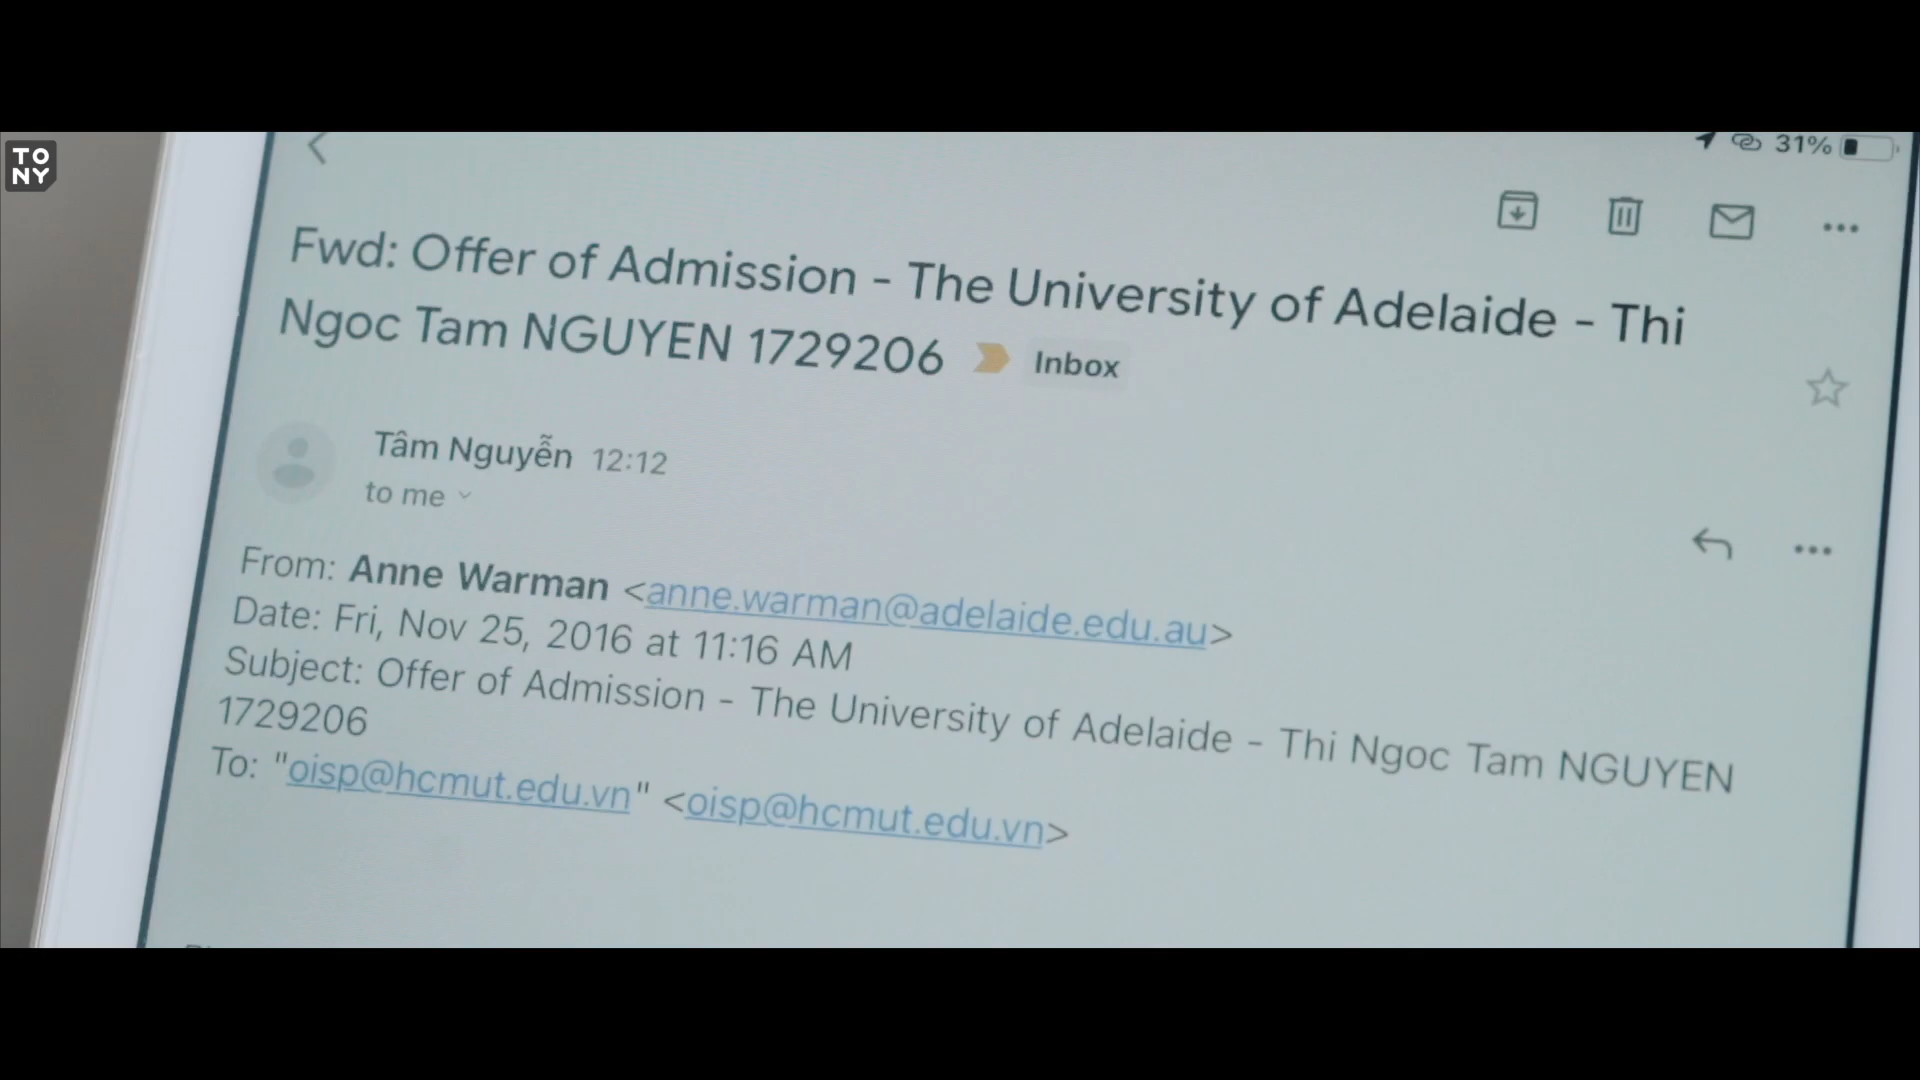 TO
NY
31%
Fwd: Offer of Admission - The University of Adelaide - Thi
Ngoc Tam NGUYEN 1729206 Inbox
Tâm Nguyễn 12:12
to me
From: Anne Warman <anne.warman@adelaide.edu.au>
Date: Fri, Nov 25, 2016 at 11:16 AM
Subject: Offer of Admission - The University of Adelaide - Thi Ngoc Tam NGUYEN
1729206
To: "oisp@hcmut.edu.vn" <oisp@hcmut.edu.vn>